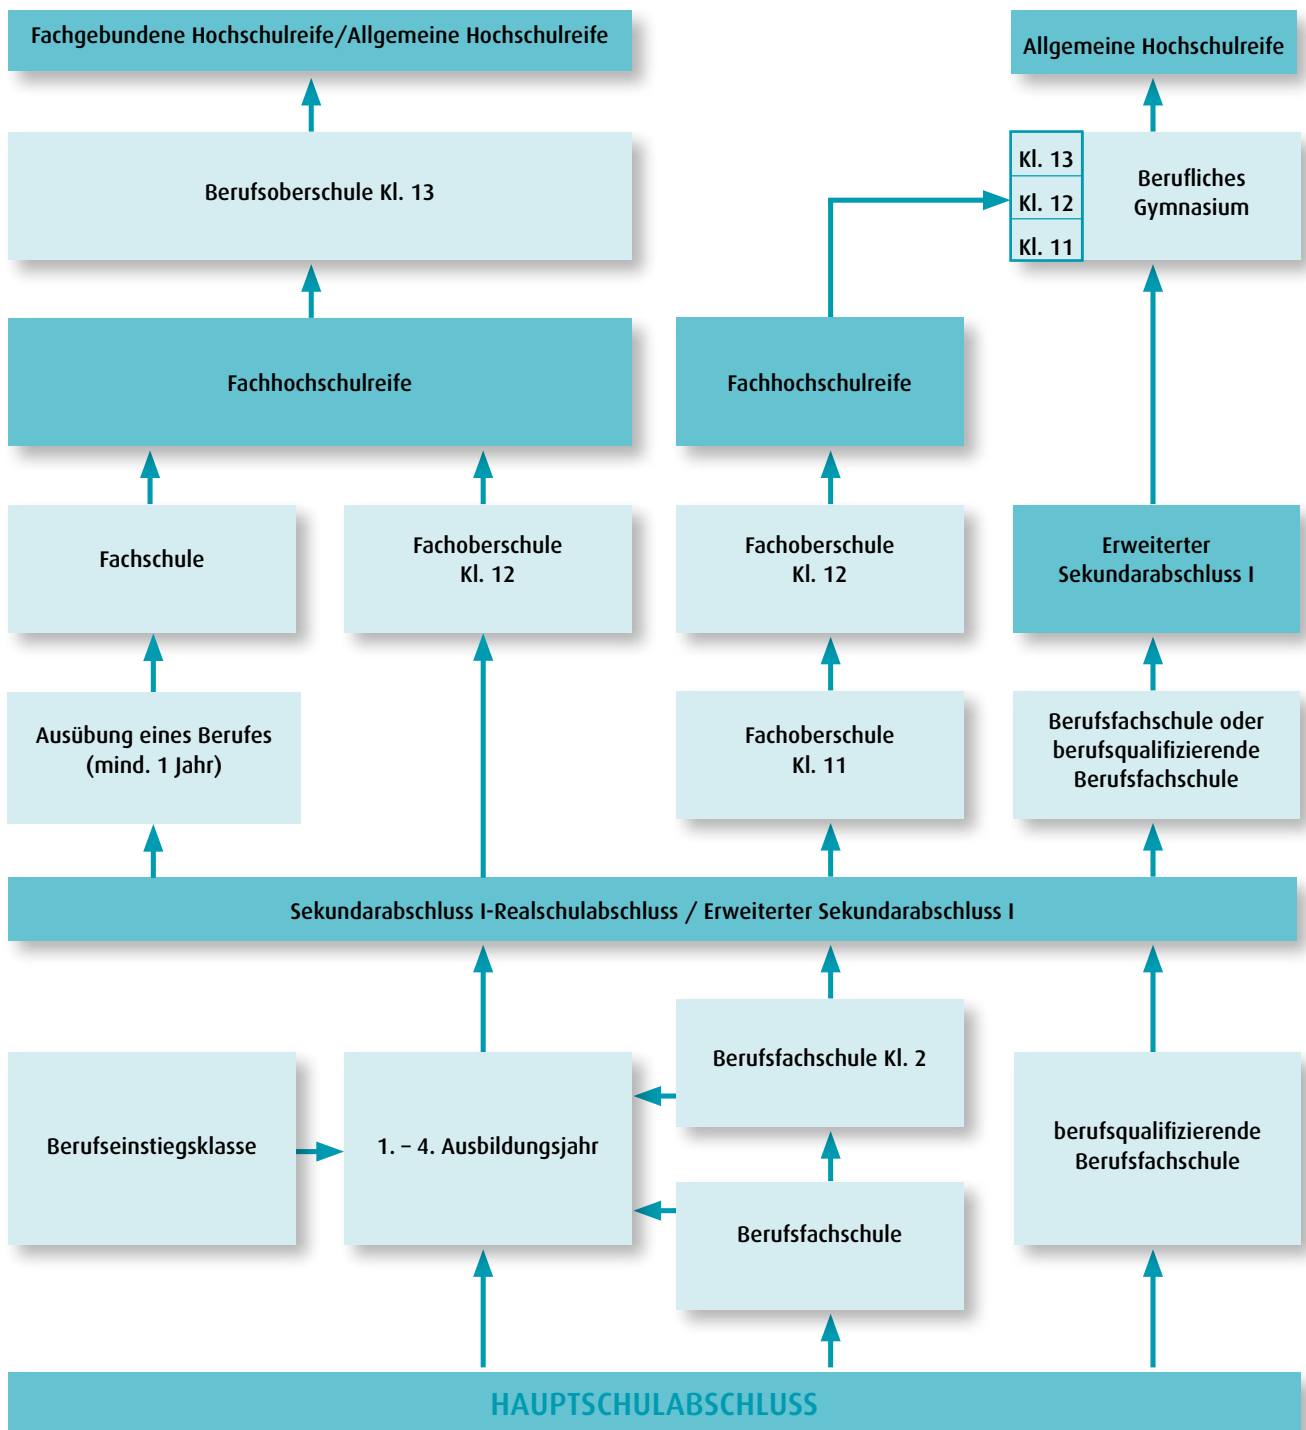 Fachgebundene Hochschulreife/Allgemeine Hochschulreife
Allgemeine Hochschulreife
Berufsoberschule Kl. 13
Kl. 13
Kl. 12
Kl. 11
Berufliches
Gymnasium
Fachhochschulreife
Fachhochschulreife
Fachschule
Fachoberschule
Kl. 12
Fachoberschule
Kl. 12
Erweiterter
Sekundarabschluss I
Ausübung eines Berufes
(mind. 1 Jahr)
Fachoberschule
Kl. 11
Berufsfachschule oder
berufsqualifizierende
Berufsfachschule
Sekundarabschluss I-Realschulabschluss / Erweiterter Sekundarabschluss I
Berufseinstiegsklasse
1. – 4. Ausbildungsjahr
Berufsfachschule Kl. 2
Berufsfachschule
berufsqualifizierende
Berufsfachschule
HAUPTSCHULABSCHLUSS